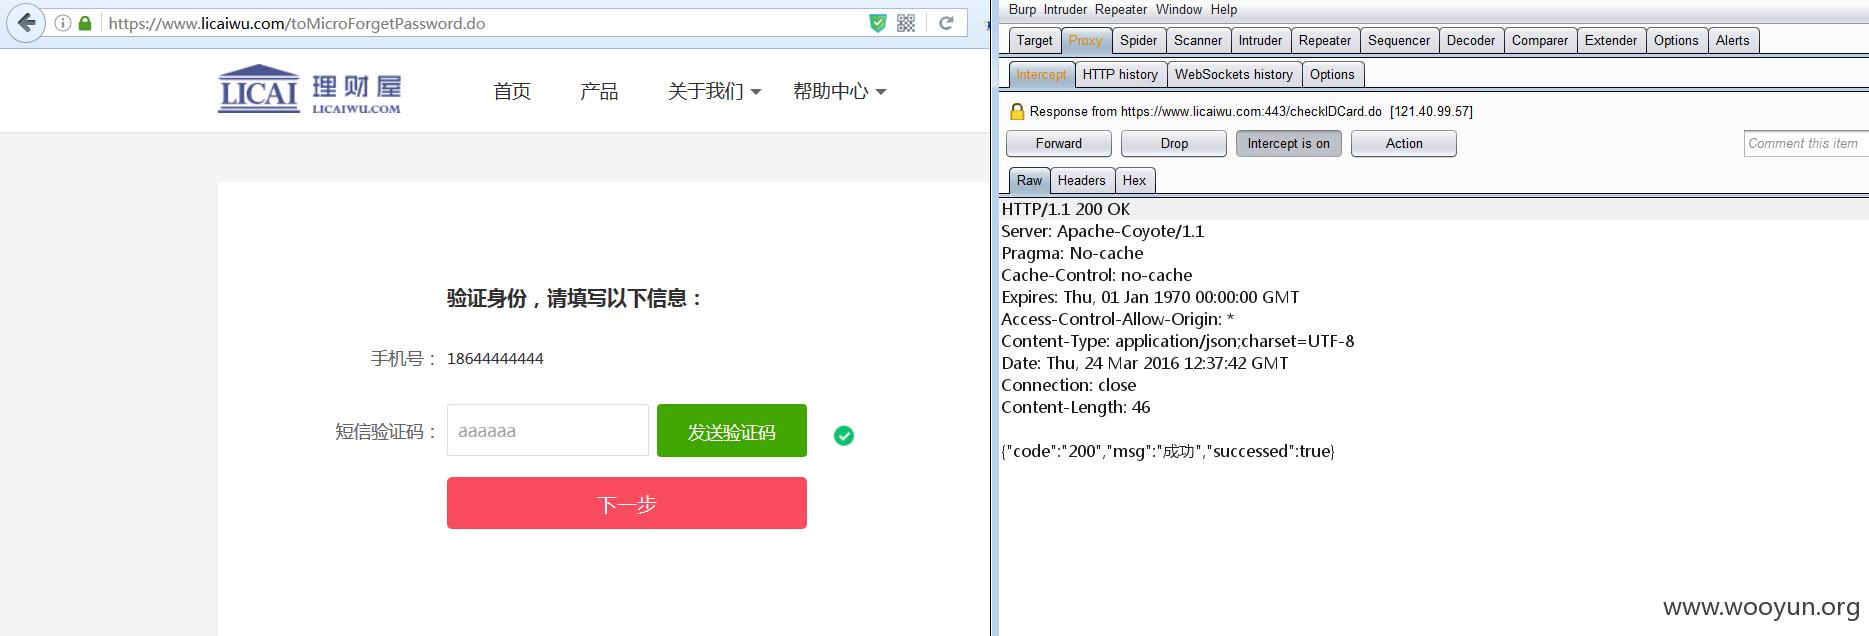 https://www.licaiwu.com/toMicroForgetPassword.do
LICAI 理财屋
LICAIWU.COM
首页 产品 关于我们 帮助中心
验证身份，请填写以下信息：
手机号： 18644444444
短信验证码： aaaaaa 发送验证码
下一步
Burp Intruder Repeater Window Help
Target Proxy Spider Scanner Intruder Repeater Sequencer Decoder Comparer Extender Options Alerts
Intercept HTTP history WebSockets history Options
Response from https://www.licaiwu.com:443/checkIDCard.do [121.40.99.57]
Forward Drop Intercept is on Action Comment this item
Raw Headers Hex
HTTP/1.1 200 OK
Server: Apache-Coyote/1.1
Pragma: No-cache
Cache-Control: no-cache
Expires: Thu, 01 Jan 1970 00:00:00 GMT
Access-Control-Allow-Origin: *
Content-Type: application/json;charset=UTF-8
Date: Thu, 24 Mar 2016 12:37:42 GMT
Connection: close
Content-Length: 46
{"code":"200","msg":"成功","successed":true}
www.wooyun.org